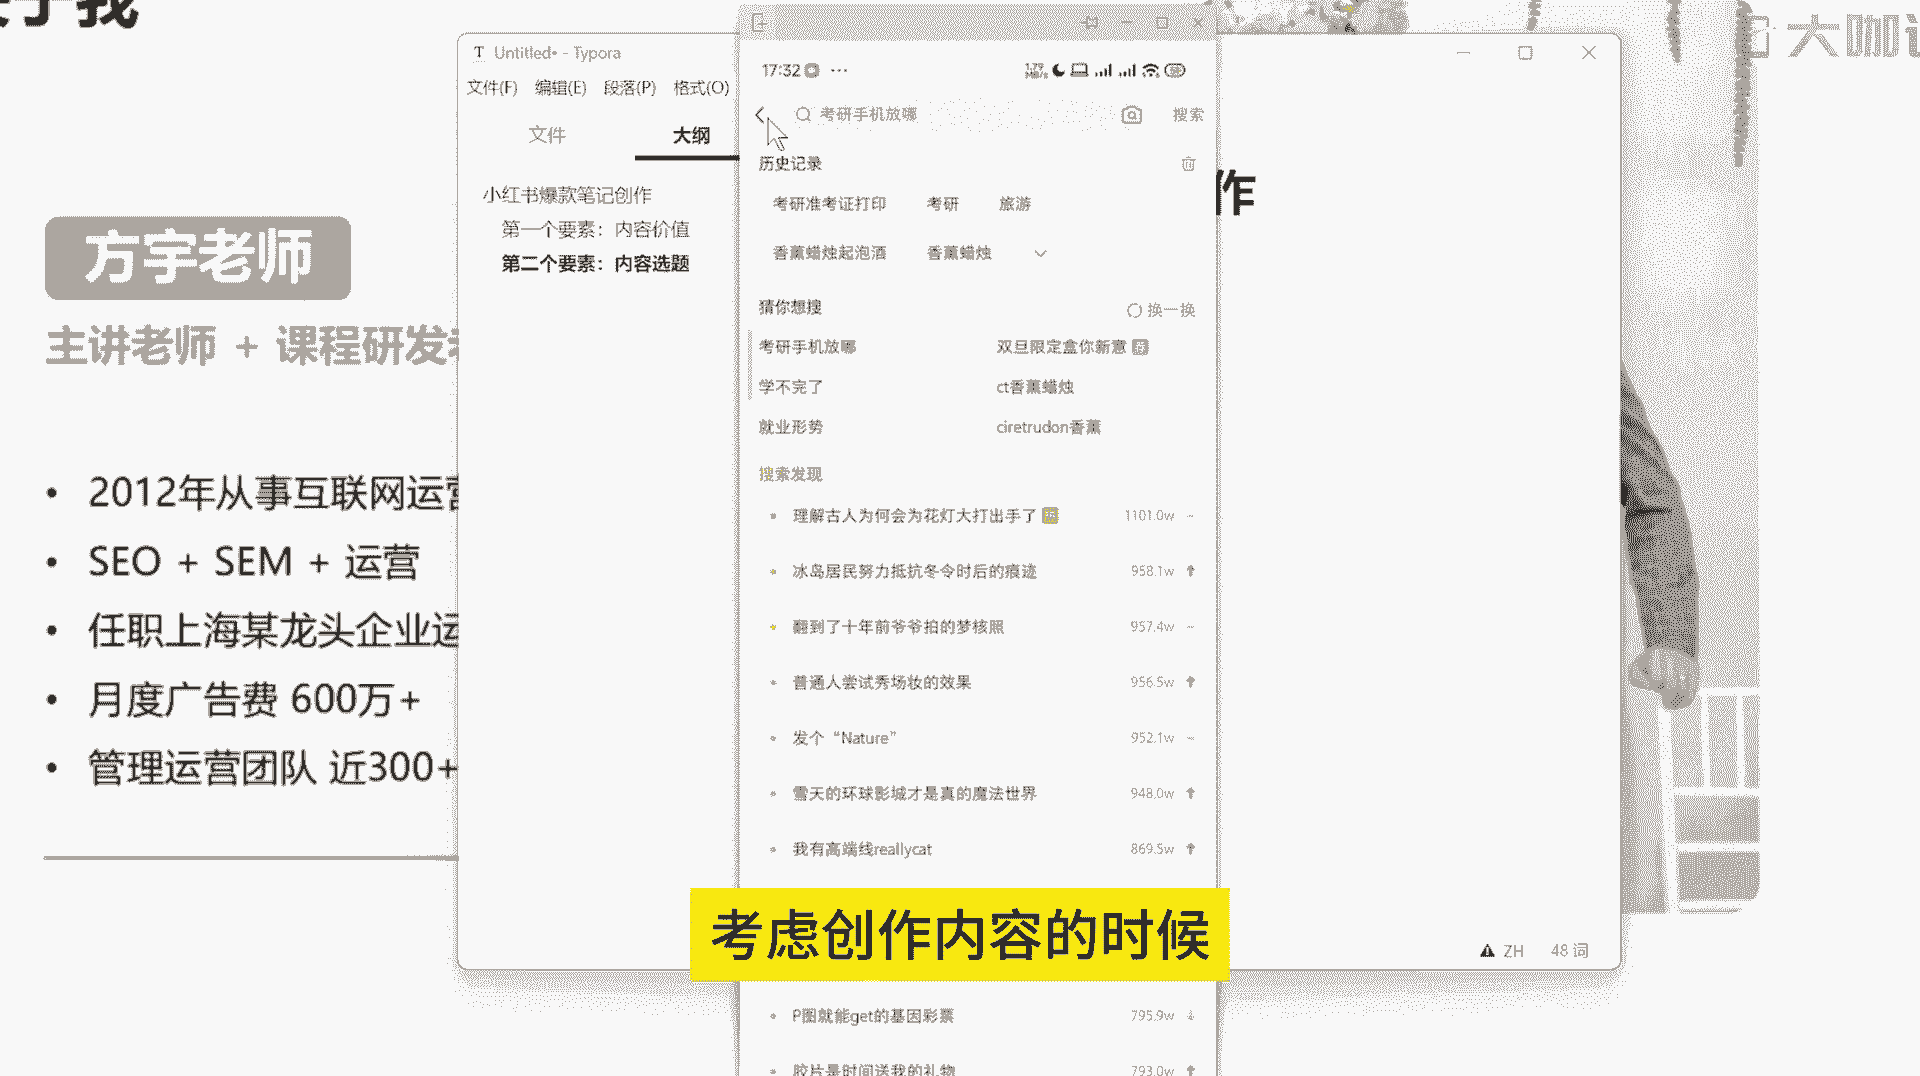 方宇老师
主讲老师 + 课程研发
2012年从事互联网运营
SEO + SEM + 运营
任职上海某龙头企业运
月度广告费 600万+
管理运营团队 近300+
Untitled• - Typora
文件(F) 编辑(E) 段落(P) 格式(O)
文件 大纲
小红书爆款笔记创作
第一个要素：内容价值
第二个要素：内容选题
17:32
考研手机放哪 搜索
历史记录
考研准考证打印 考研 旅游
香薰蜡烛起泡酒 香薰蜡烛
猜你想搜 换一换
考研手机放哪 双旦限定盒你新意
学不完了 ct香薰蜡烛
就业形势 ciretrudon香薰
搜索发现
理解古人为何会为花灯大打出手了 1101.0w
冰岛居民努力抵抗冬令时后的痕迹 958.1w
翻到了十年前爷爷拍的梦核照 957.4w
普通人尝试秀场妆的效果 956.5w
发个“Nature” 952.1w
雪天的环球影城才是真的魔法世界 948.0w
我有高端线reallycat 869.5w
考虑创作内容的时候
P图就能get的基因彩票 795.9w
胶片是时间送我的礼物 793.0w
作
ZH 48 词
大咖